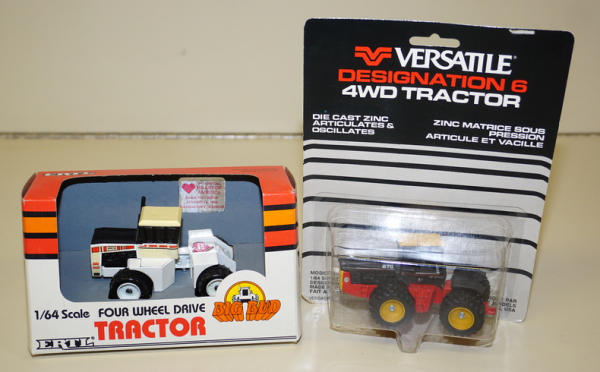 ERTL
1/64 Scale FOUR WHEEL DRIVE
TRACTOR
ERTL
BIG BUD
VERSATILE
DESIGNATION 6
4WD TRACTOR
DIE CAST ZINC
ARTICULATES &
OSCILLATES
ZINC MATRICE SOUS
PRESSION
ARTICULE ET VACILLE